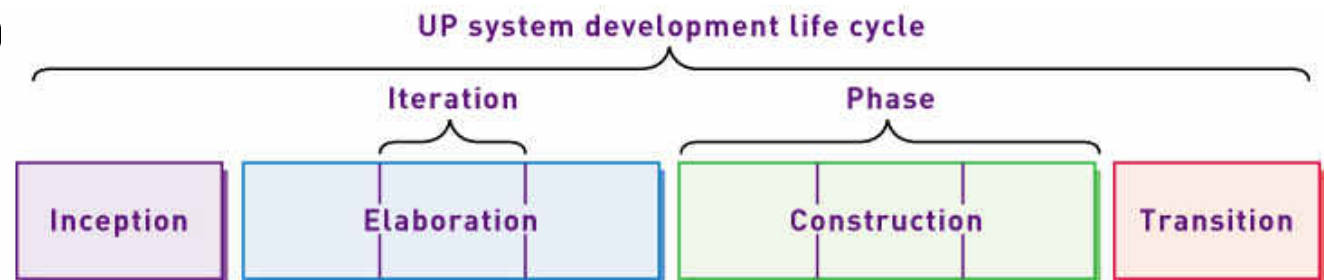 UP system development life cycle
Iteration Phase
Inception Elaboration Construction Transition